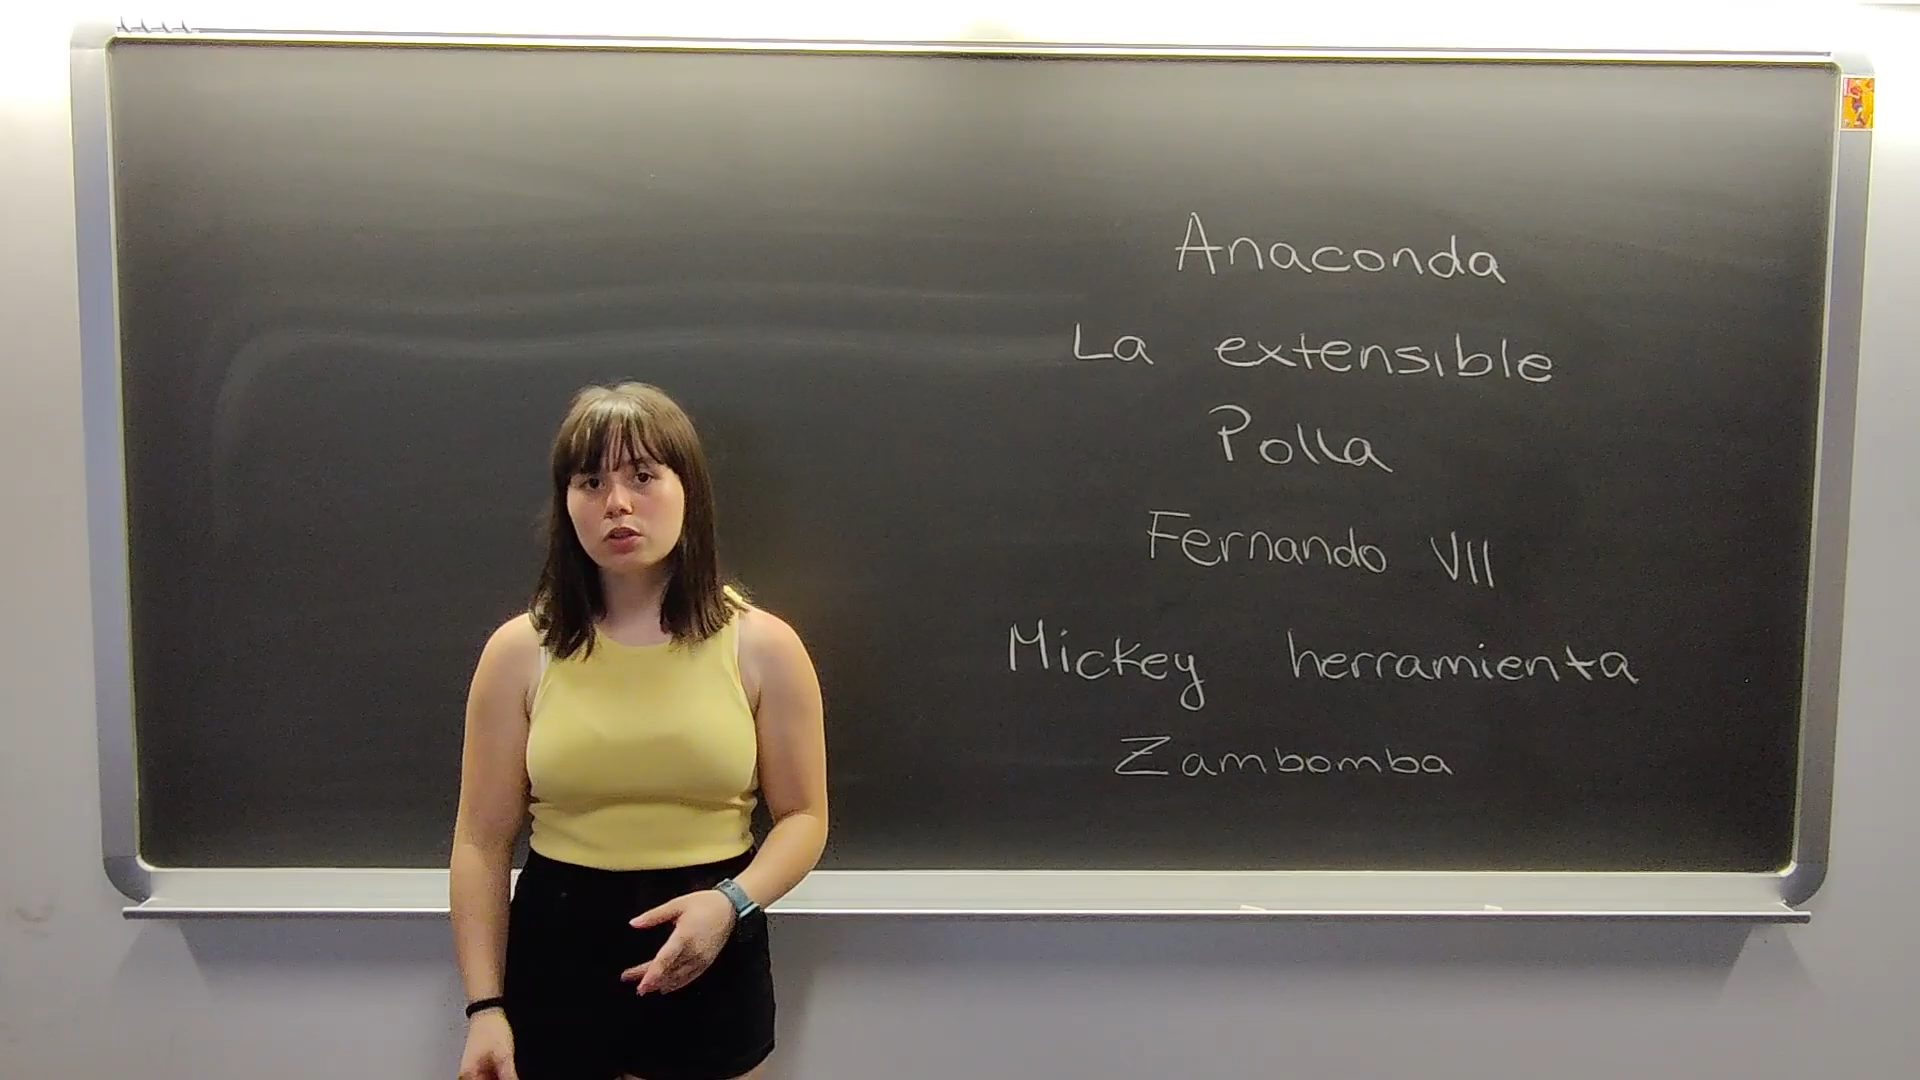 Anaconda
La extensible
Polla
Fernando VII
Mickey herramienta
Zambomba